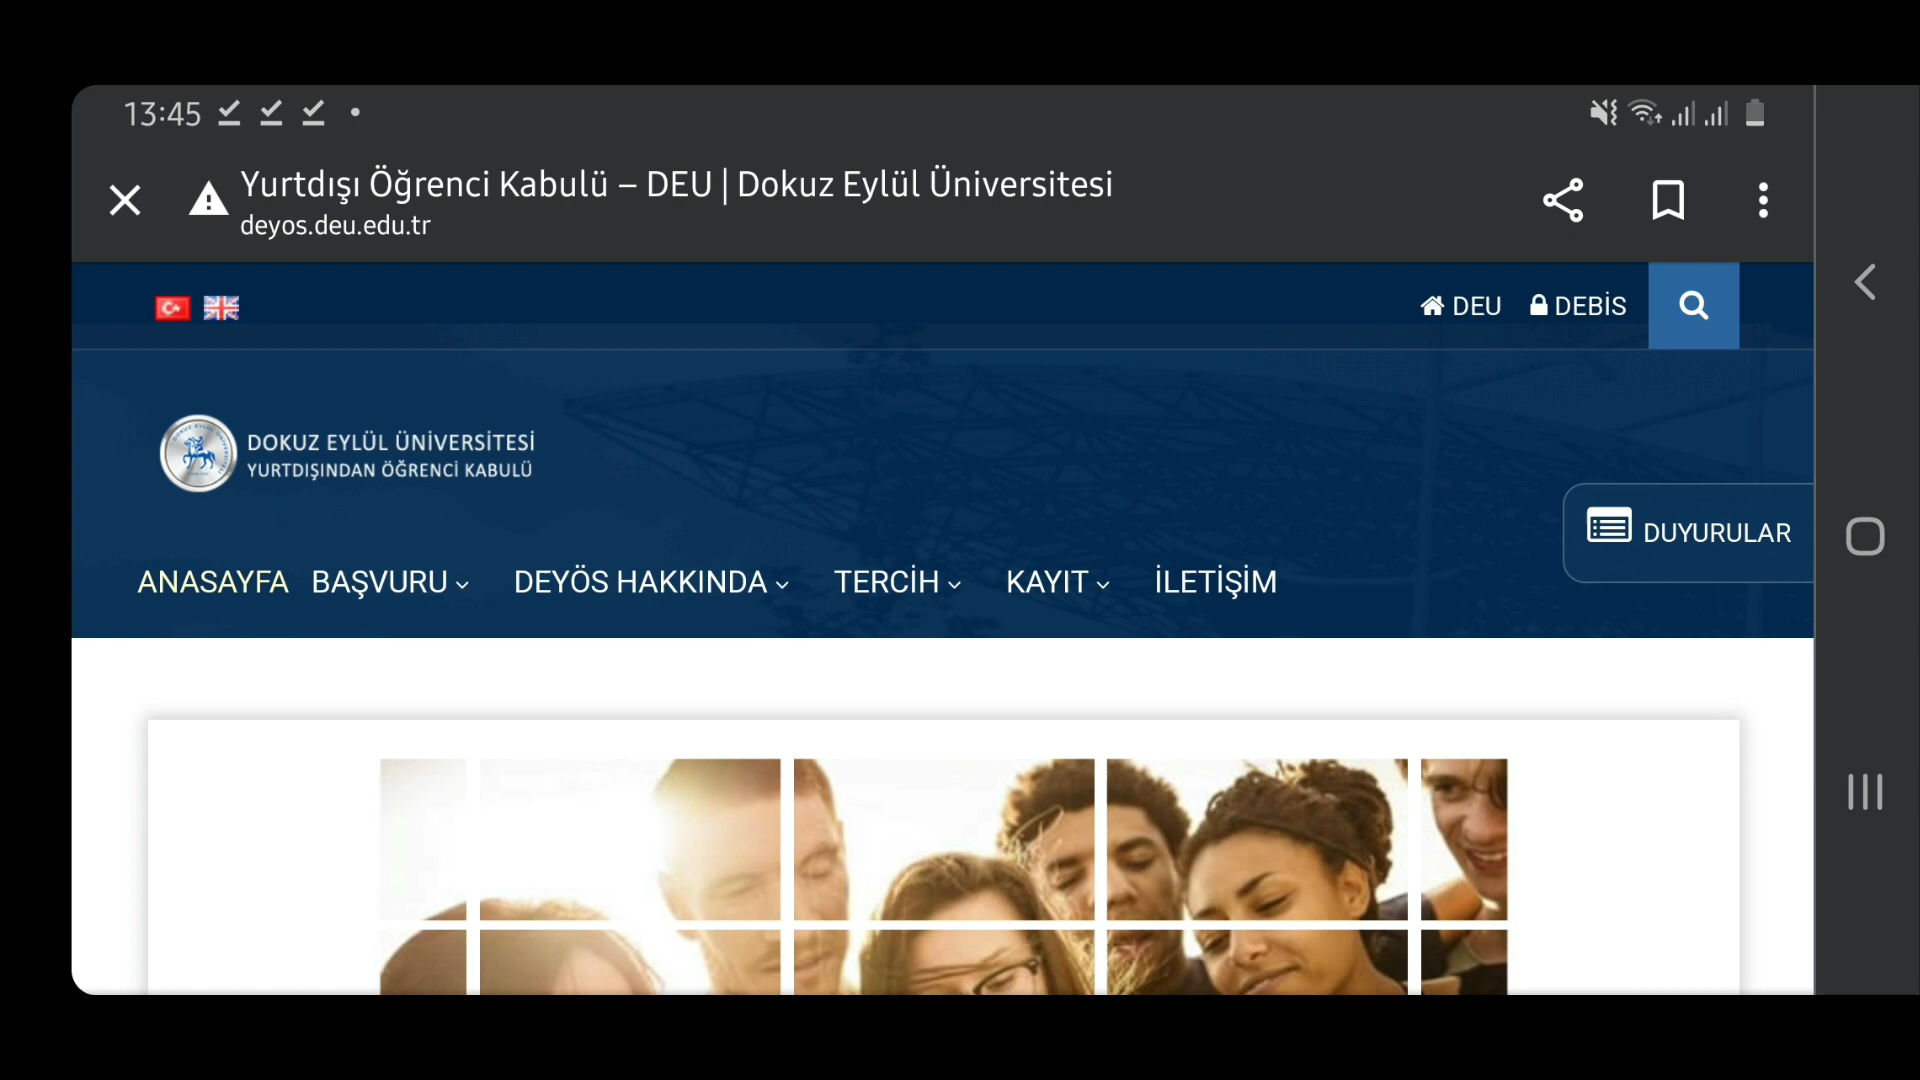 13:45
Yurtdışı Öğrenci Kabulü – DEU | Dokuz Eylül Üniversitesi
deyos.deu.edu.tr
DEU DEBİS
DOKUZ EYLÜL ÜNİVERSİTESİ
YURTDIŞINDAN ÖĞRENCİ KABULÜ
DUYURULAR
ANASAYFA BAŞVURU DEYÖS HAKKINDA TERCİH KAYIT İLETİŞİM